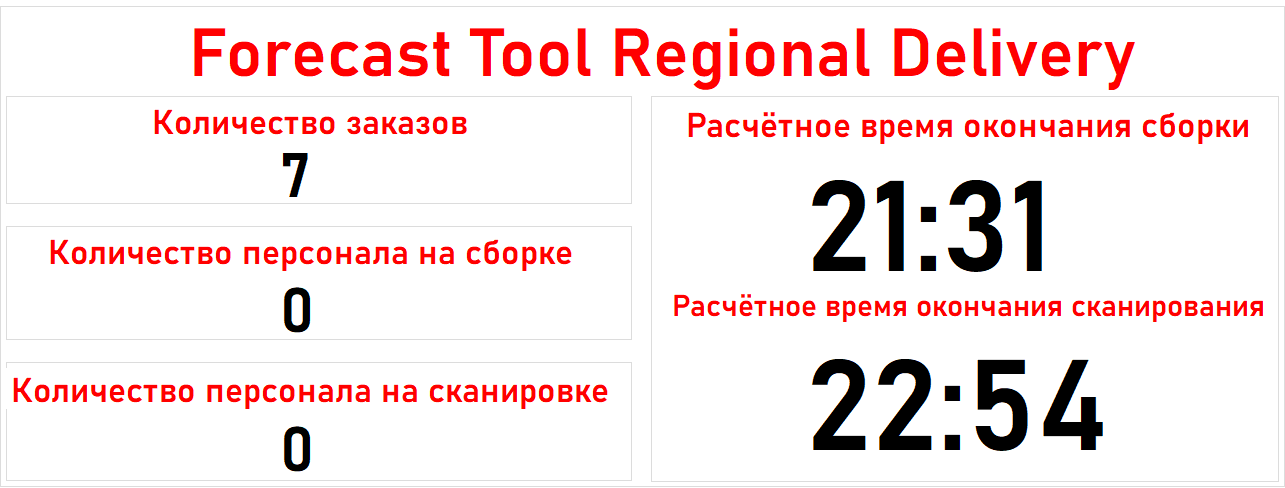 Forecast Tool Regional Delivery
Количество заказов
7
Количество персонала на сборке
0
Количество персонала на сканировке
0
Расчётное время окончания сборки
21:31
Расчётное время окончания сканирования
22:54